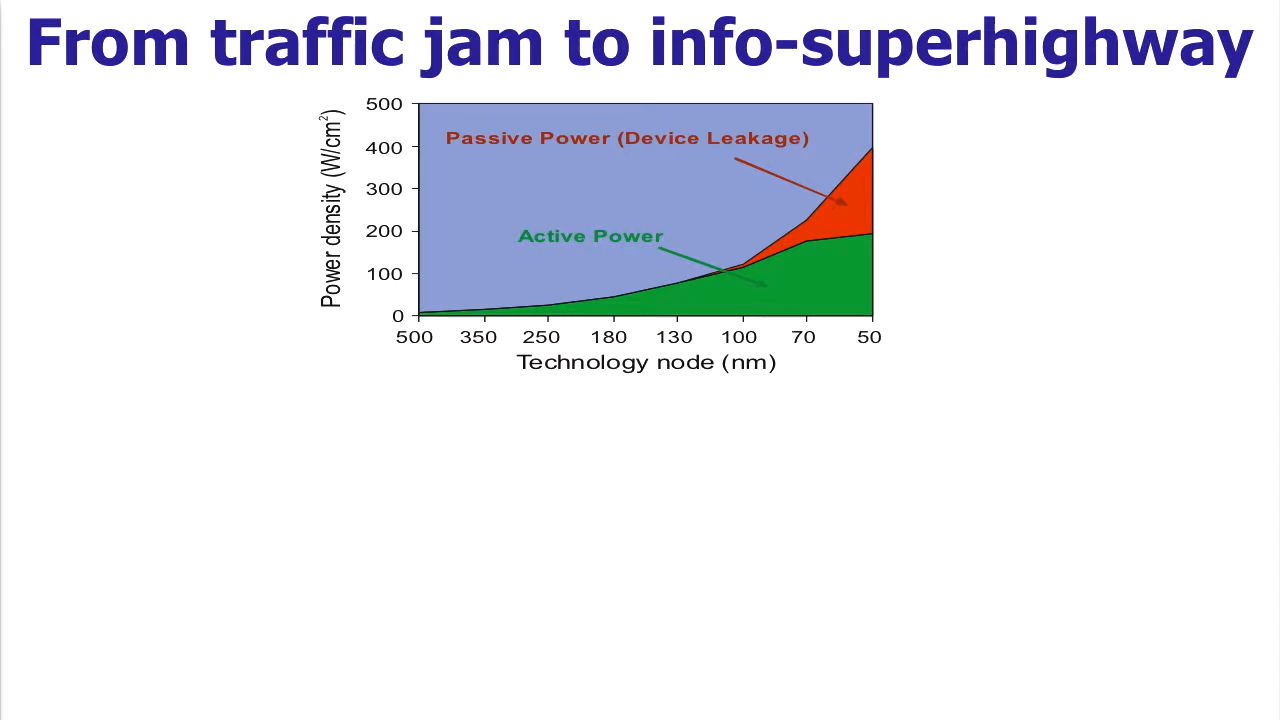 From traffic jam to info-superhighway
Power density (W/cm²)
500
400
300
200
100
0
Passive Power (Device Leakage)
Active Power
500 350 250 180 130 100 70 50
Technology node (nm)